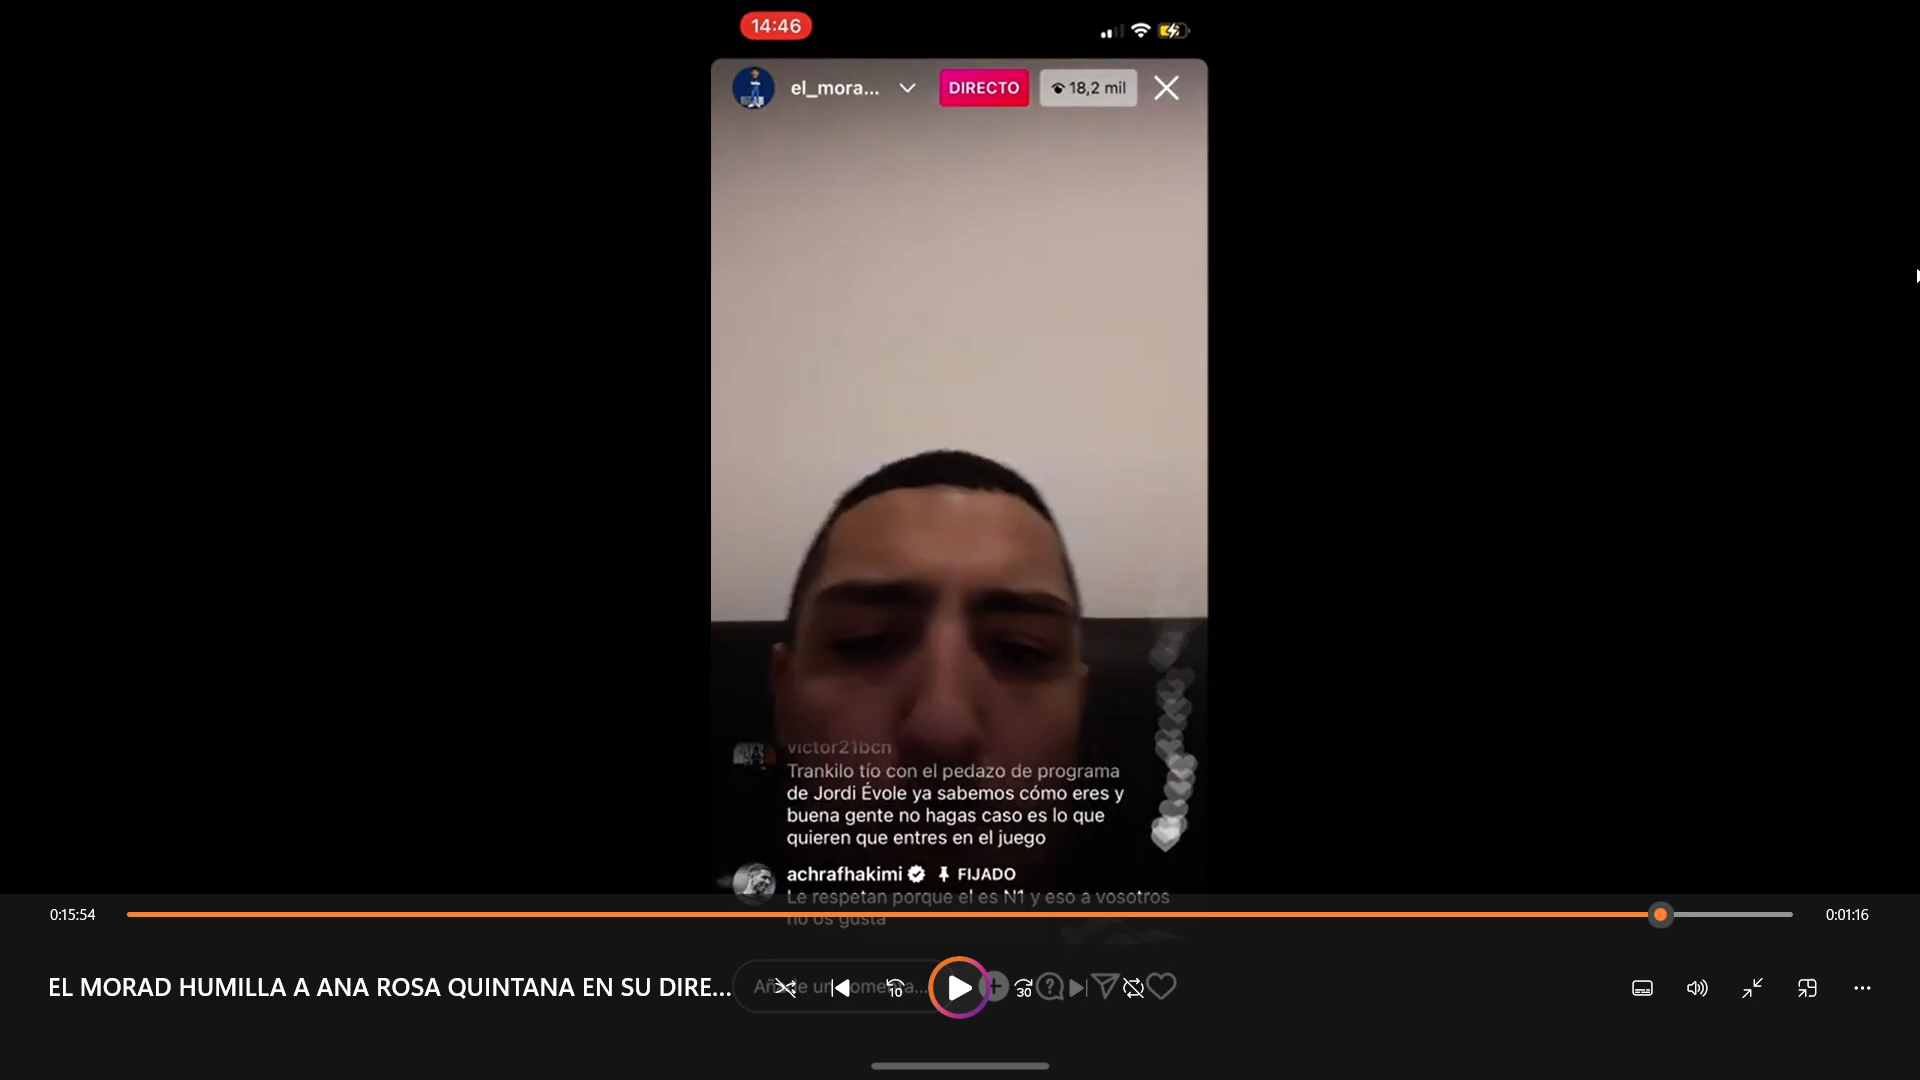 14:46
el_mora...
DIRECTO
18,2 mil
victor21bcn
Trankilo tío con el pedazo de programa
de Jordi Évole ya sabemos cómo eres y
buena gente no hagas caso es lo que
quieren que entres en el juego
achrafhakimi FIJADO
Le respetan porque el es N1 y eso a vosotros
no os gusta
0:15:54
0:01:16
EL MORAD HUMILLA A ANA ROSA QUINTANA EN SU DIRE...
10
30